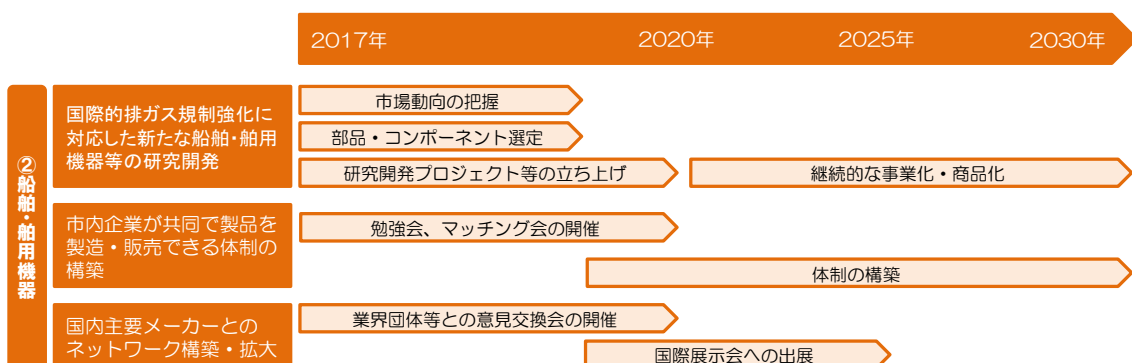 2017年 2020年 2025年 2030年
②船舶・舶用機器
国際的排ガス規制強化に
対応した新たな船舶・舶用
機器等の研究開発
市場動向の把握
部品・コンポーネント選定
研究開発プロジェクト等の立ち上げ
継続的な事業化・商品化
市内企業が共同で製品を
製造・販売できる体制の
構築
勉強会、マッチング会の開催
体制の構築
国内主要メーカーとの
ネットワーク構築・拡大
業界団体等との意見交換会の開催
国際展示会への出展